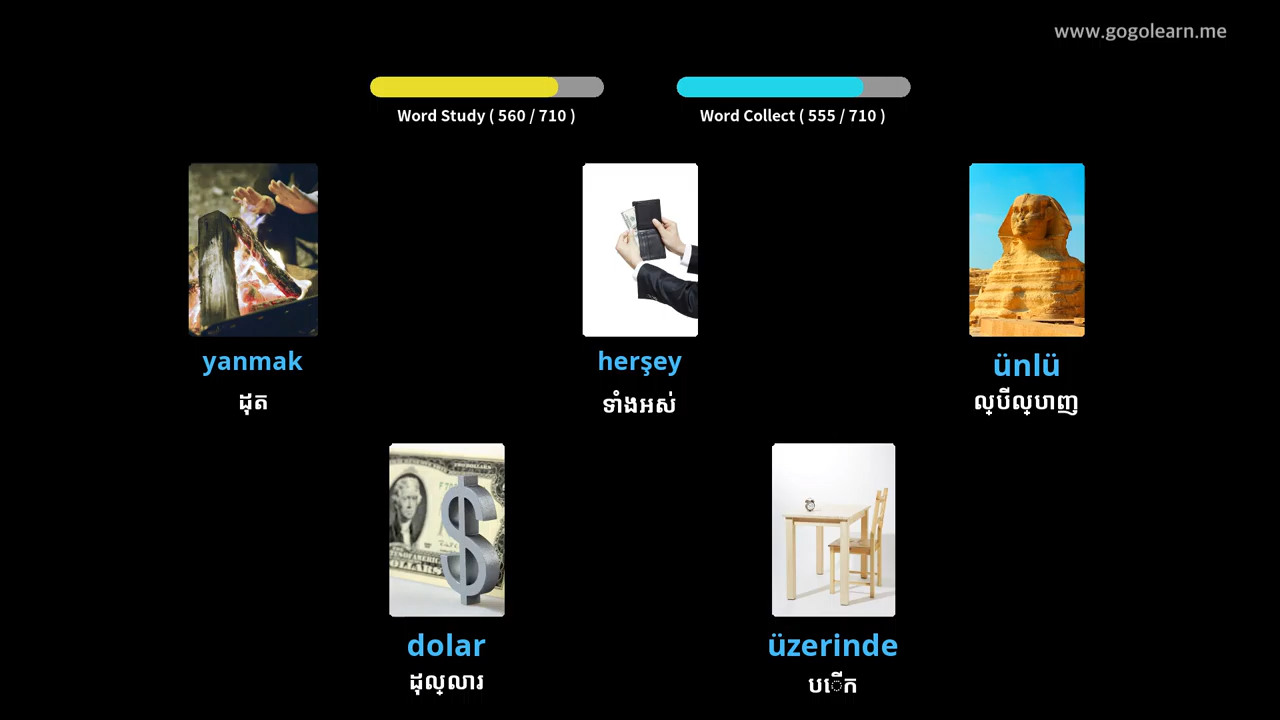 www.gogolearn.me
Word Study ( 560 / 710 )
Word Collect ( 555 / 710 )
yanmak
ដុត
herşey
ទាំងអស់
ünlü
ល្បីល្បាញ
dolar
ដុល្លារ
üzerinde
បើក